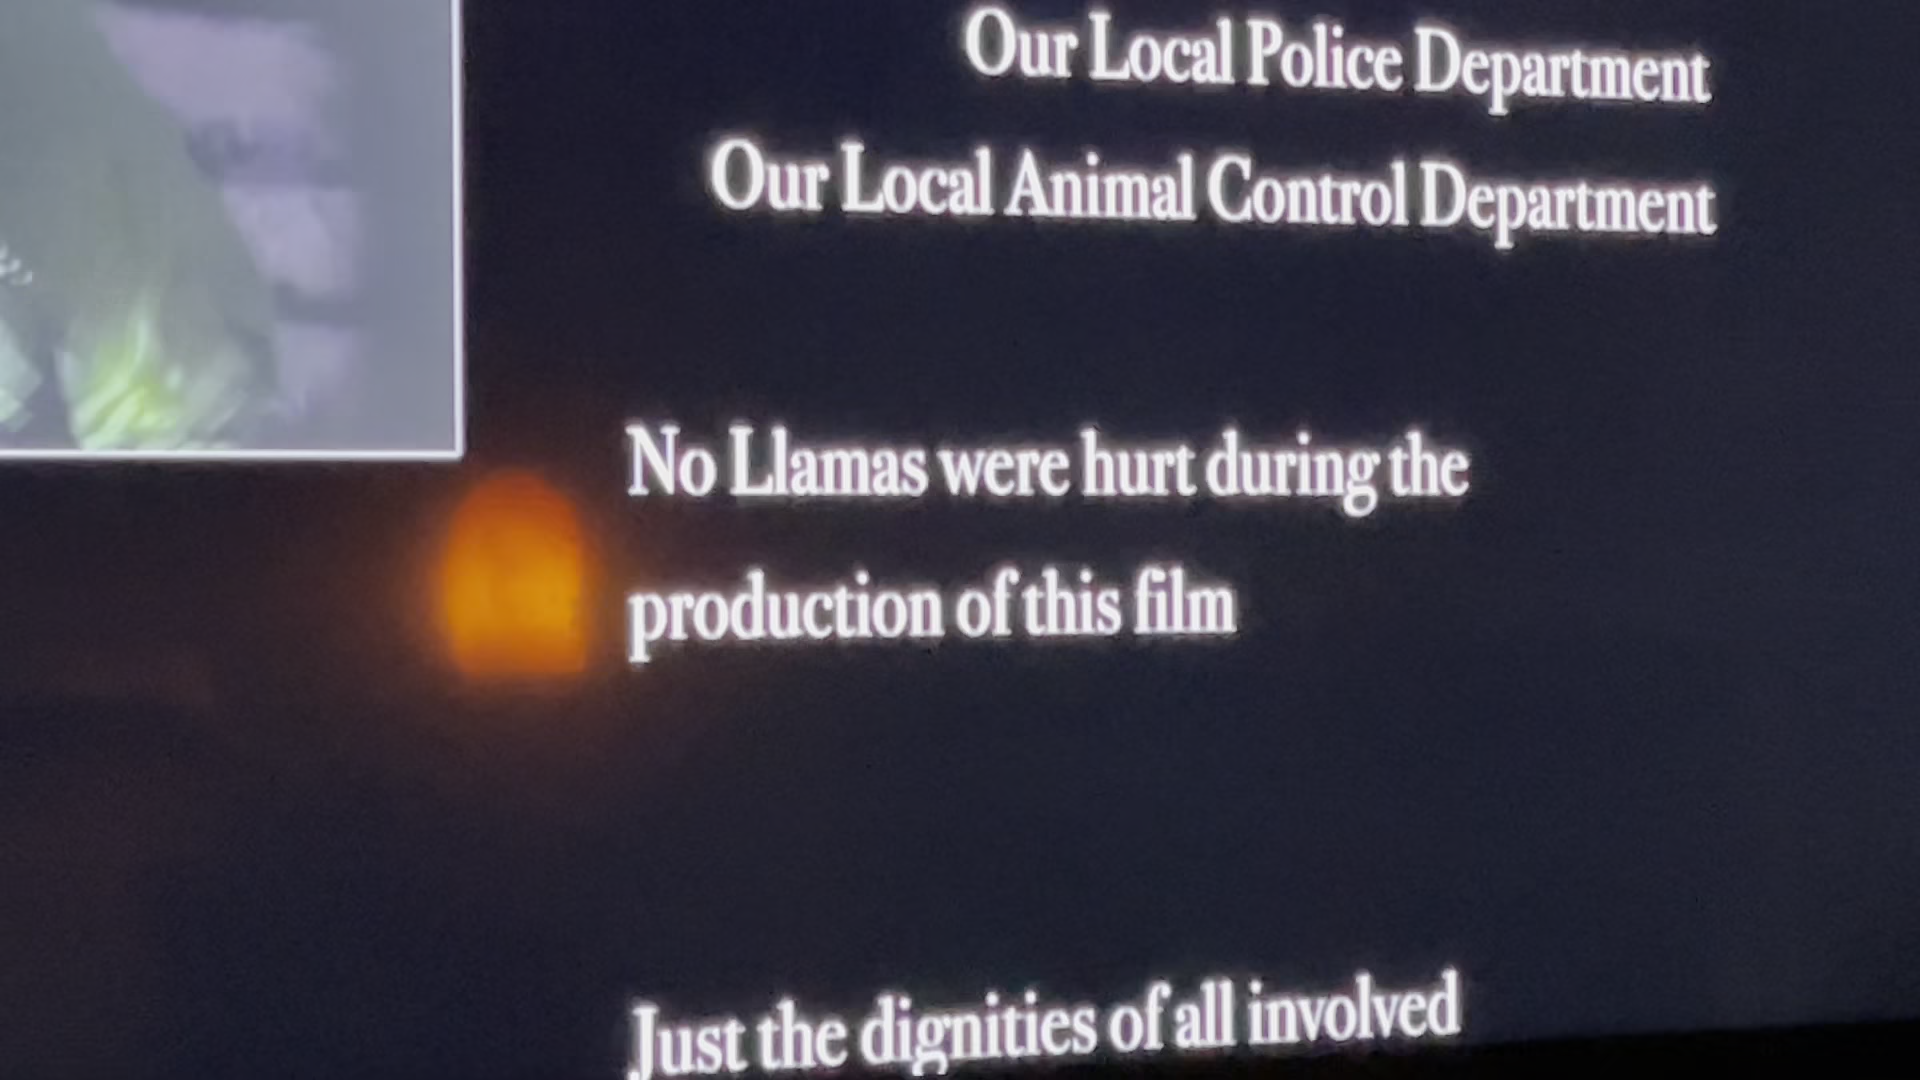 Our Local Police Department
Our Local Animal Control Department
No Llamas were hurt during the
production of this film
Just the dignities of all involved